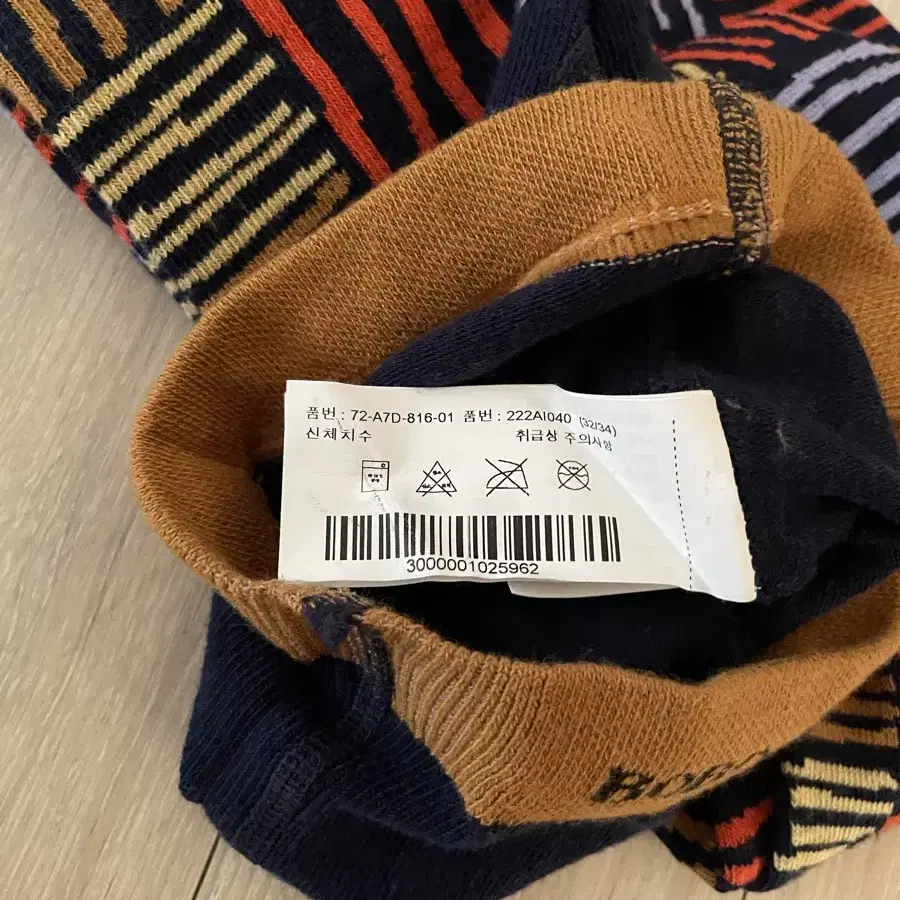 품번 : 72-A7D-816-01 품번 : 222AI040 (32/34)
신체치수 취급상 주의사항
3000001025962